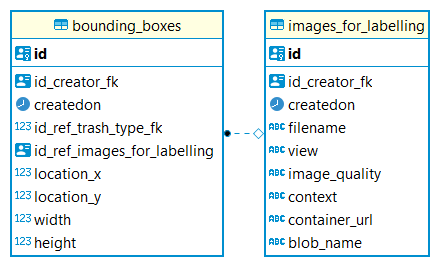 bounding_boxes
id
id_creator_fk
createdon
123 id_ref_trash_type_fk
id_ref_images_for_labelling
123 location_x
123 location_y
123 width
123 height
images_for_labelling
id
id_creator_fk
createdon
ABC filename
ABC view
ABC image_quality
ABC context
ABC container_url
ABC blob_name